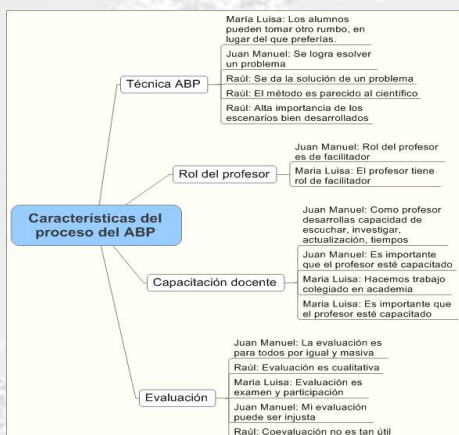 María Luisa: Los alumnos
pueden tomar otro rumbo, en
lugar del que preferías.
Juan Manuel: Se logra esolver
un problema
Técnica ABP
Raúl: Se da la solución de un problema
Raúl: El método es parecido al científico
Raúl: Alta importancia de los
escenarios bien desarrollados
Juan Manuel: Rol del profesor
es de facilitador
Rol del profesor
Maria Luisa: El profesor tiene
rol de facilitador
Características del
proceso del ABP
Juan Manuel: Como profesor
desarrollas capacidad de
escuchar, investigar,
actualización, tiempos
Juan Manuel: Es importante
que el profesor esté capacitado
Capacitación docente
Maria Luisa: Hacemos trabajo
colegiado en academia
Maria Luisa: Es importante que
el profesor esté capacitado
Juan Manuel: La evaluación es
para todos por igual y masiva
Raúl: Evaluación es cualitativa
Evaluación
Maria Luisa: Evaluación es
examen y participación
Juan Manuel: Mi evaluación
puede ser injusta
Raúl: Coevaluación no es tan útil